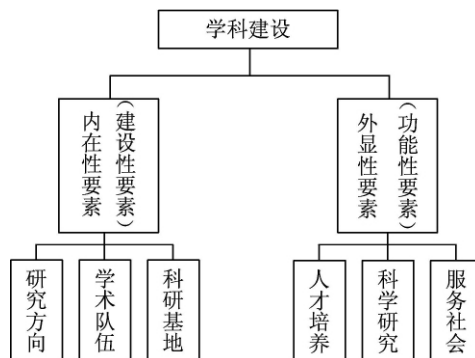 学科建设
内在性要素
（建设性要素）
外显性要素
（功能性要素）
研究方向
学术队伍
科研基地
人才培养
科学研究
服务社会